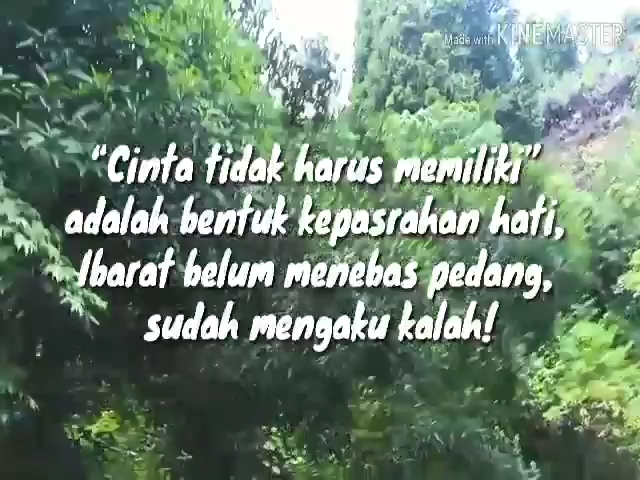 Made with KINEMASTER
“Cinta tidak harus memiliki”
adalah bentuk kepasrahan hati,
Ibarat belum menebas pedang,
sudah mengaku kalah!